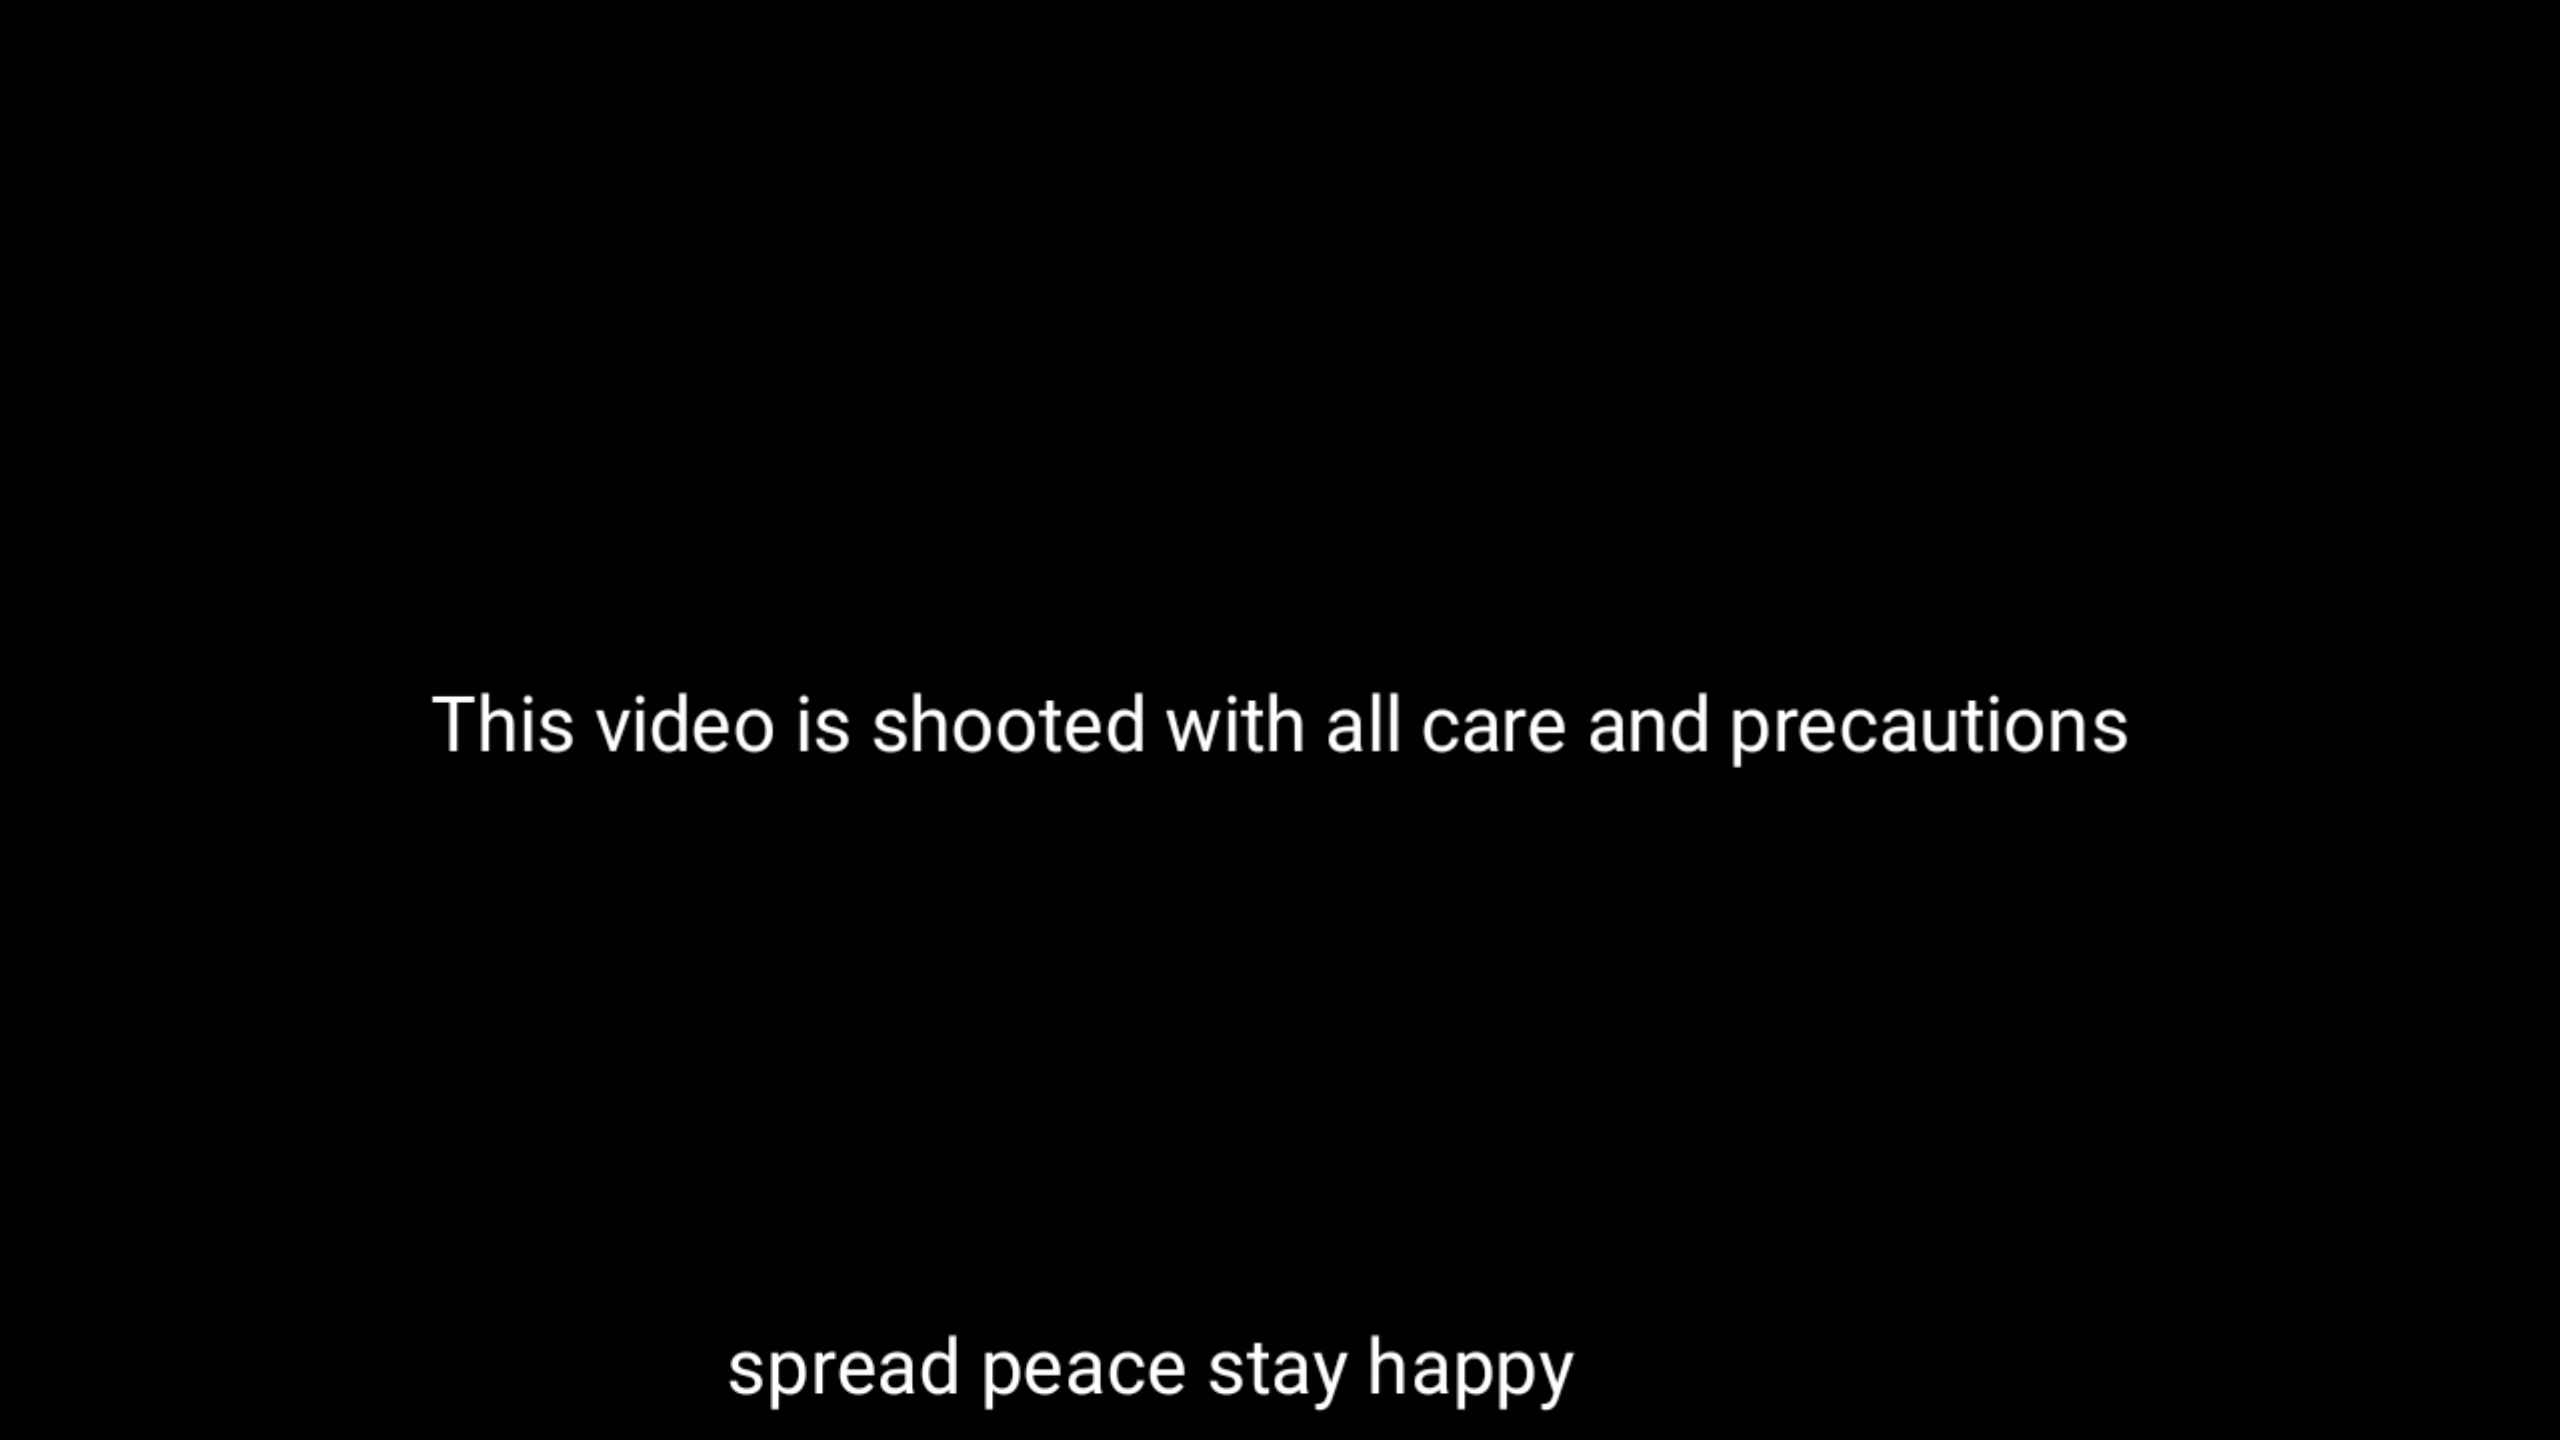 This video is shooted with all care and precautions
spread peace stay happy